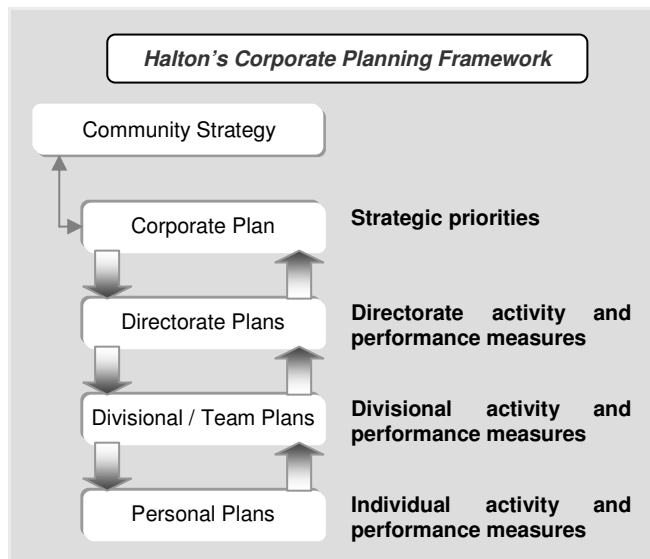 Halton's Corporate Planning Framework
Community Strategy
Corporate Plan
Strategic priorities
Directorate Plans
Directorate activity and
performance measures
Divisional / Team Plans
Divisional activity and
performance measures
Personal Plans
Individual activity and
performance measures